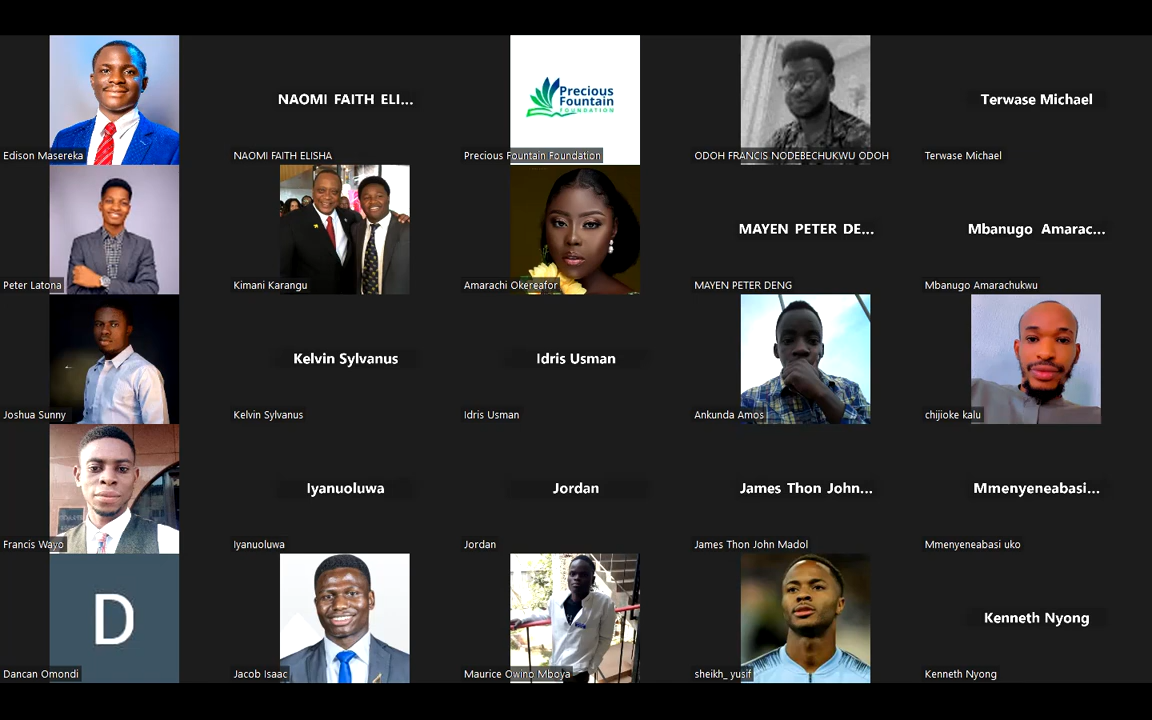 Edison Masereka
NAOMI FAITH ELI...
NAOMI FAITH ELISHA
Precious
Fountain
FOUNDATION
Precious Fountain Foundation
ODOH FRANCIS NODEBECHUKWU ODOH
Terwase Michael
Terwase Michael
Peter Latona
Kimani Karangu
Amarachi Okereafor
MAYEN PETER DE...
MAYEN PETER DENG
Mbanugo Amarac...
Mbanugo Amarachukwu
Joshua Sunny
Kelvin Sylvanus
Kelvin Sylvanus
Idris Usman
Idris Usman
Ankunda Amos
chijioke kalu
Francis Wayo
Iyanuoluwa
Iyanuoluwa
Jordan
Jordan
James Thon John...
James Thon John Madol
Mmenyeneabasi...
Mmenyeneabasi uko
D
Dancan Omondi
Jacob Isaac
Maurice Owino Mboya
sheikh_ yusif
Kenneth Nyong
Kenneth Nyong